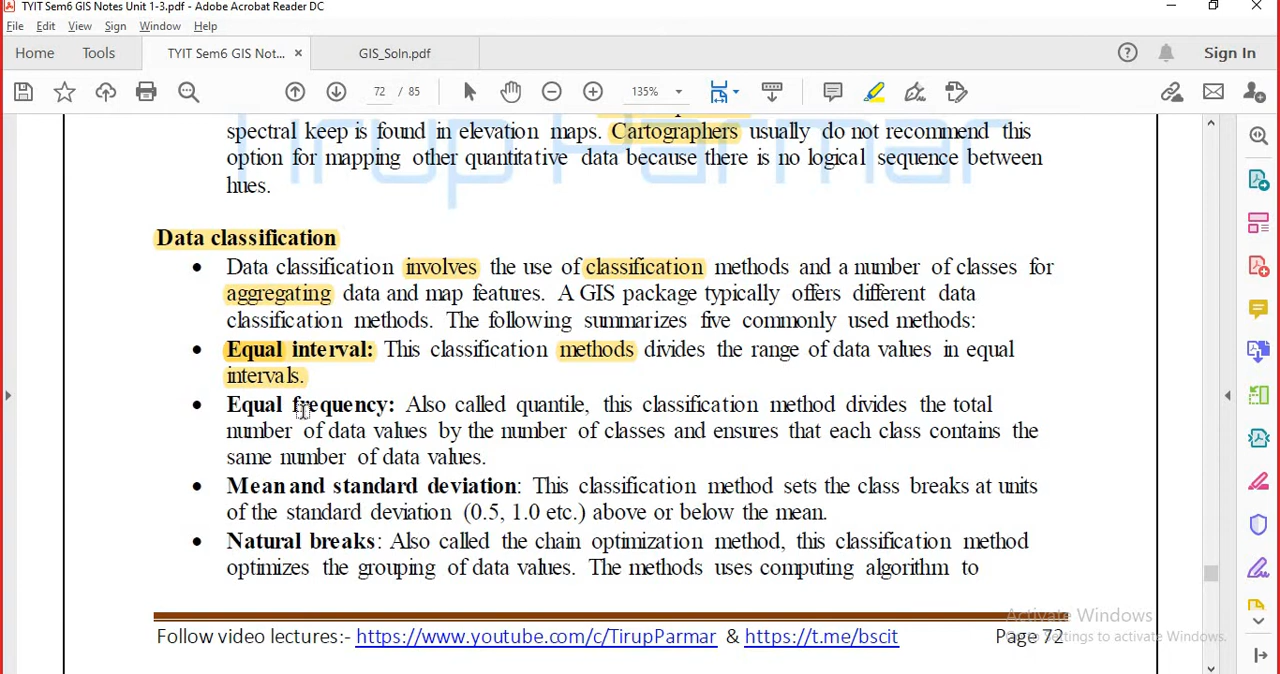 TYIT Sem6 GIS Notes Unit 1-3.pdf - Adobe Acrobat Reader DC
File Edit View Sign Window Help
Home Tools TYIT Sem6 GIS Not... × GIS_Soln.pdf Sign In
72 / 85 135%
spectral keep is found in elevation maps. Cartographers usually do not recommend this
option for mapping other quantitative data because there is no logical sequence between
hues.
Tirup Parmar
Data classification
• Data classification involves the use of classification methods and a number of classes for
aggregating data and map features. A GIS package typically offers different data
classification methods. The following summarizes five commonly used methods:
• Equal interval: This classification methods divides the range of data values in equal
intervals.
• Equal frequency: Also called quantile, this classification method divides the total
number of data values by the number of classes and ensures that each class contains the
same number of data values.
• Mean and standard deviation: This classification method sets the class breaks at units
of the standard deviation (0.5, 1.0 etc.) above or below the mean.
• Natural breaks: Also called the chain optimization method, this classification method
optimizes the grouping of data values. The methods uses computing algorithm to
Activate Windows
Follow video lectures:- https://www.youtube.com/c/TirupParmar & https://t.me/bscit Page 72
Go to Settings to activate Windows.